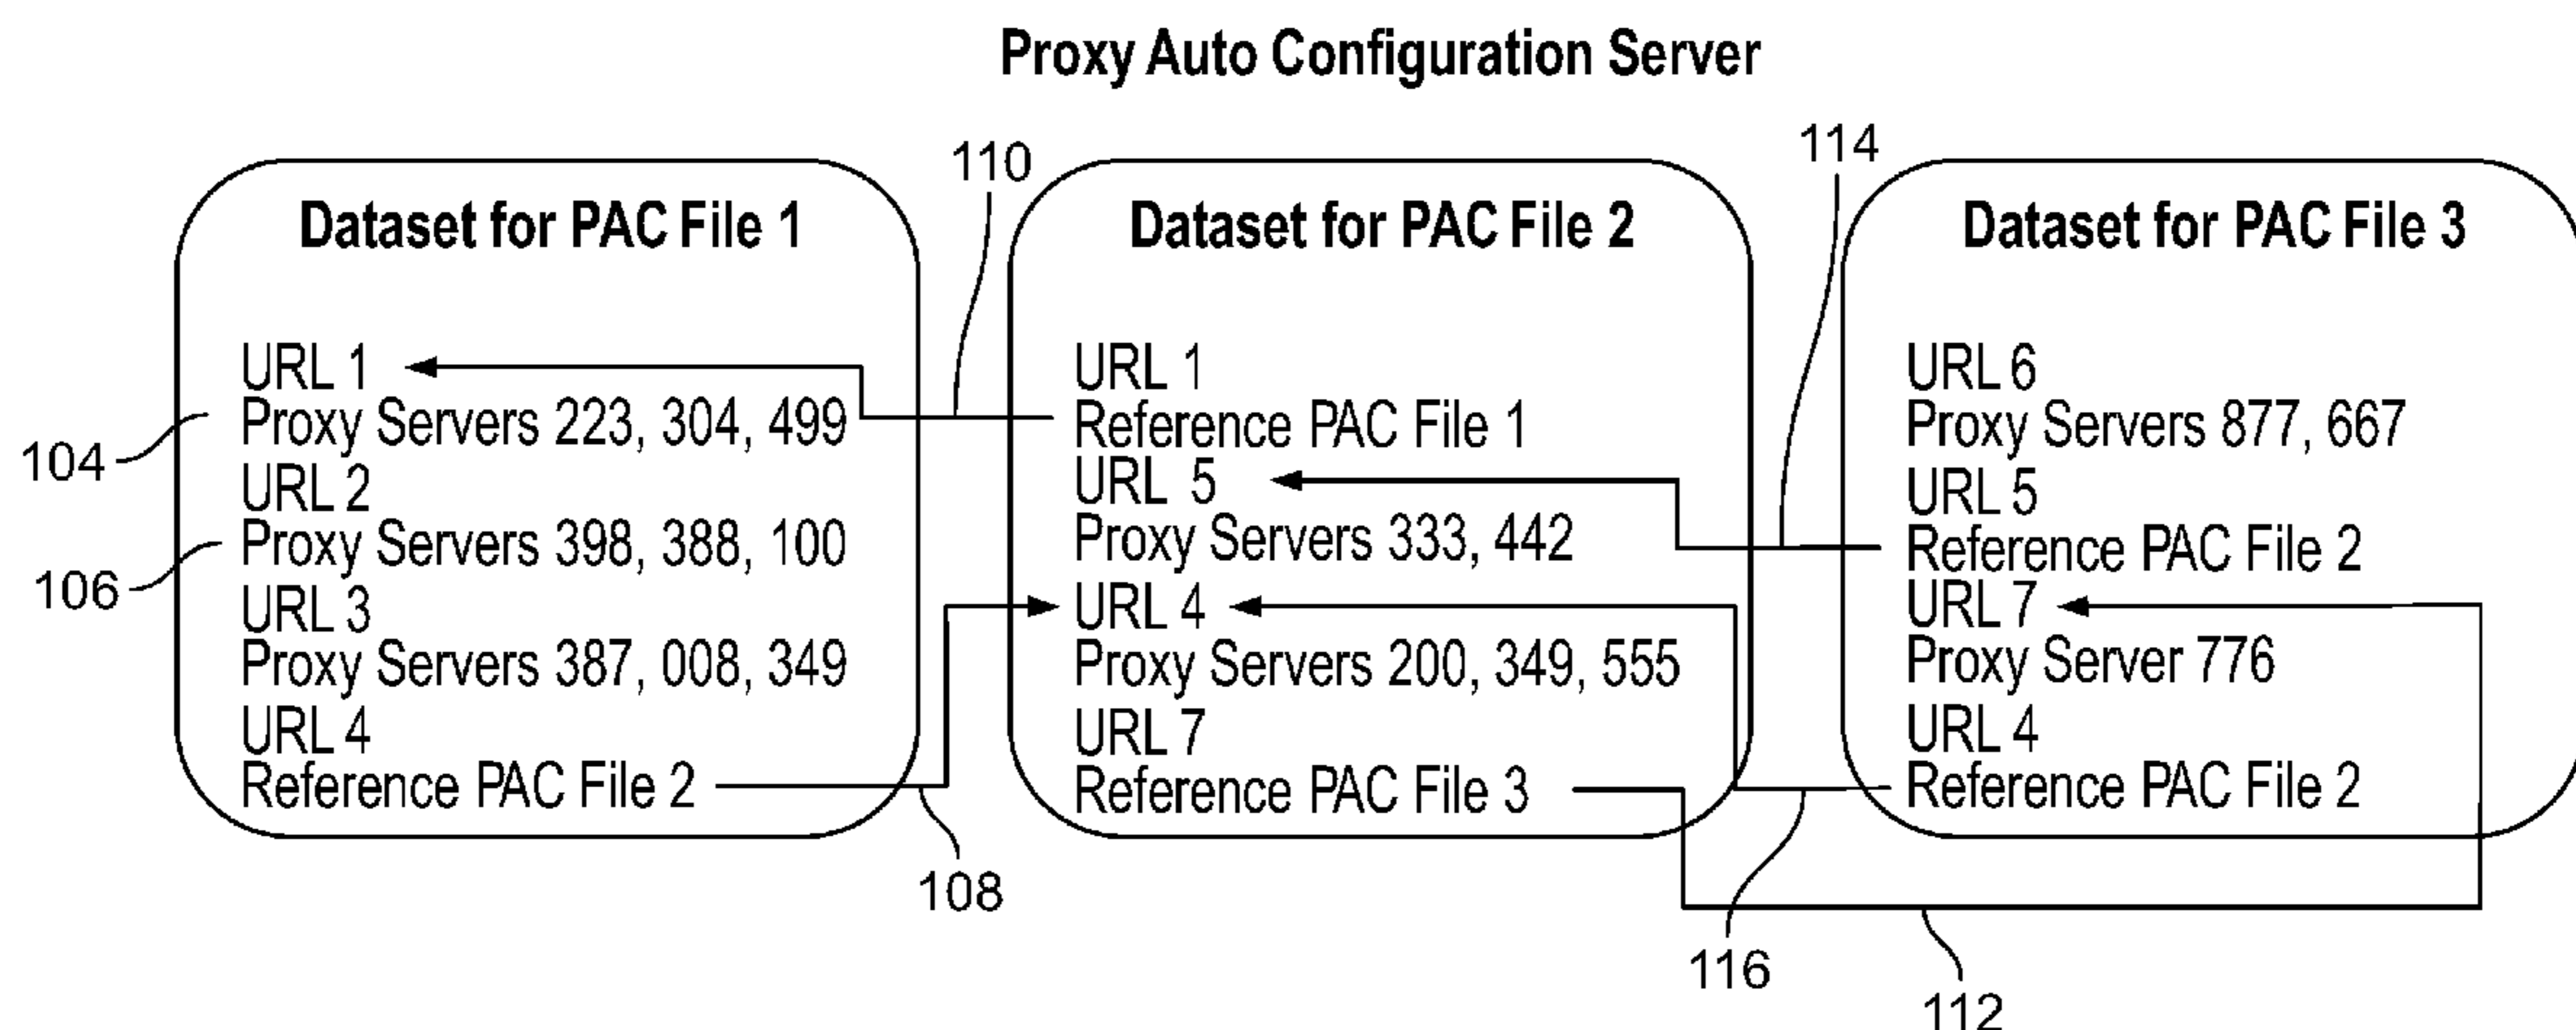 Proxy Auto Configuration Server
110
114
Dataset for PAC File 1
URL 1
Proxy Servers 223, 304, 499
104
URL 2
Proxy Servers 398, 388, 100
106
URL 3
Proxy Servers 387, 008, 349
URL 4
Reference PAC File 2
108
Dataset for PAC File 2
URL 1
Reference PAC File 1
URL 5
Proxy Servers 333, 442
URL 4
Proxy Servers 200, 349, 555
URL 7
Reference PAC File 3
Dataset for PAC File 3
URL 6
Proxy Servers 877, 667
URL 5
Reference PAC File 2
URL 7
Proxy Server 776
URL 4
Reference PAC File 2
116
112